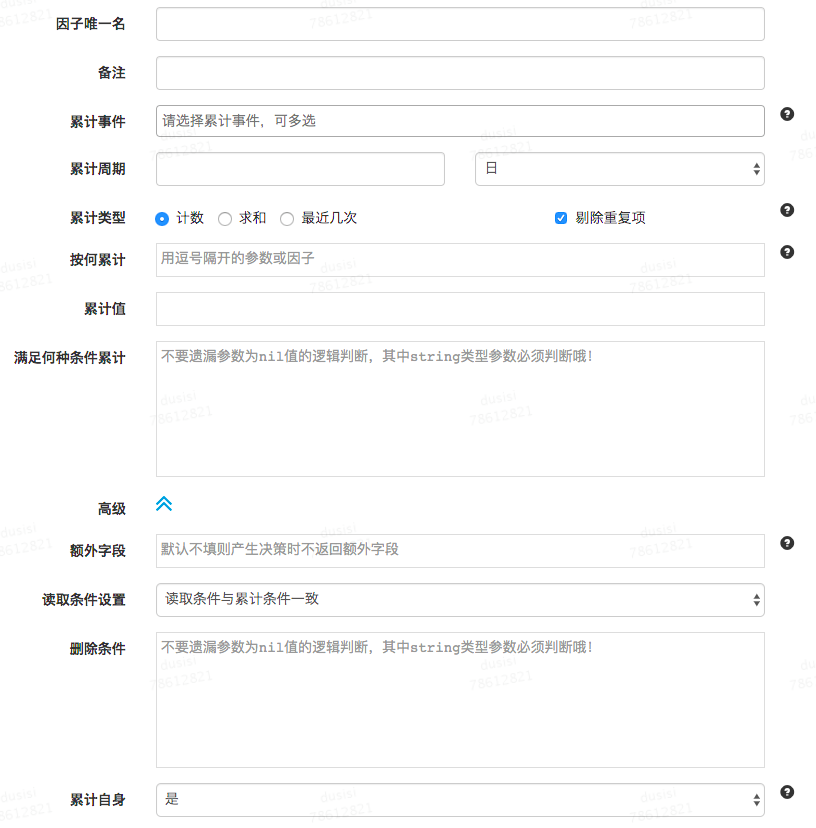 因子唯一名
备注
累计事件 请选择累计事件，可多选
累计周期 日
累计类型 计数 求和 最近几次 剔除重复项
按何累计 用逗号隔开的参数或因子
累计值
满足何种条件累计 不要遗漏参数为nil值的逻辑判断，其中string类型参数必须判断哦！
高级
额外字段 默认不填则产生决策时不返回额外字段
读取条件设置 读取条件与累计条件一致
删除条件 不要遗漏参数为nil值的逻辑判断，其中string类型参数必须判断哦！
累计自身 是
dusisi
78612821